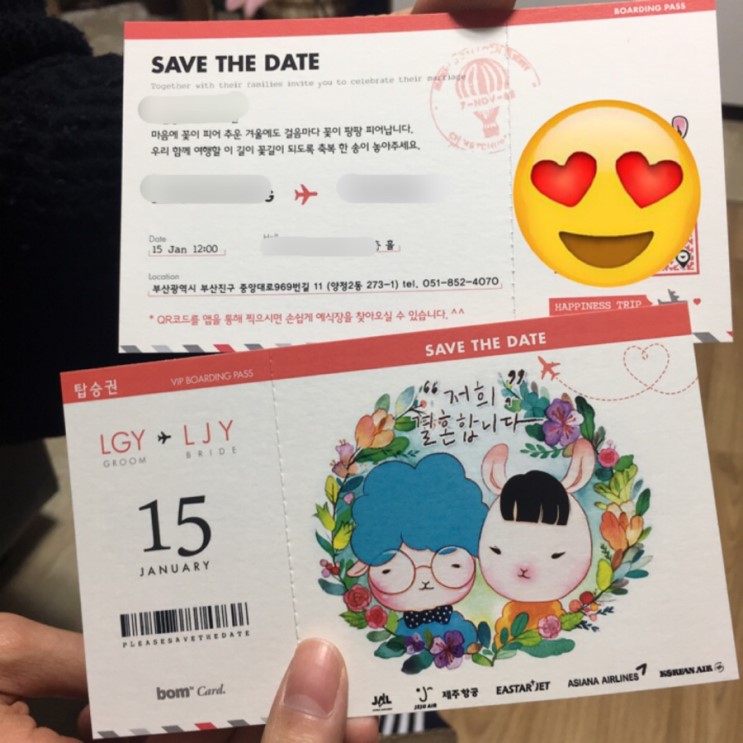 BOARDING PASS
SAVE THE DATE
Together with their families invite you to celebrate their marriage
7-NOV-
마음에 꽃이 피어 추운 겨울에도 걸음마다 꽃이 팡팡 피어납니다.
우리 함께 여행할 이 길이 꽃길이 되도록 축복 한 송이 놓아주세요.
Date
15 Jan 12:00
홀
Location
부산광역시 부산진구 중앙대로969번길 11 (양정2동 273-1) tel. 051-852-4070
* QR코드를 앱을 통해 찍으시면 손쉽게 예식장을 찾아오실 수 있습니다. ^^
HAPPINESS TRIP
탑승권
VIP BOARDING PASS
SAVE THE DATE
LGY LJY
GROOM BRIDE
15
JANUARY
PLEASESAVETHEDATE
bom Card.
“저희”
결혼합니다
JAL
제주항공
JEJU AIR
EASTAR JET
ASIANA AIRLINES
KOREAN AIR